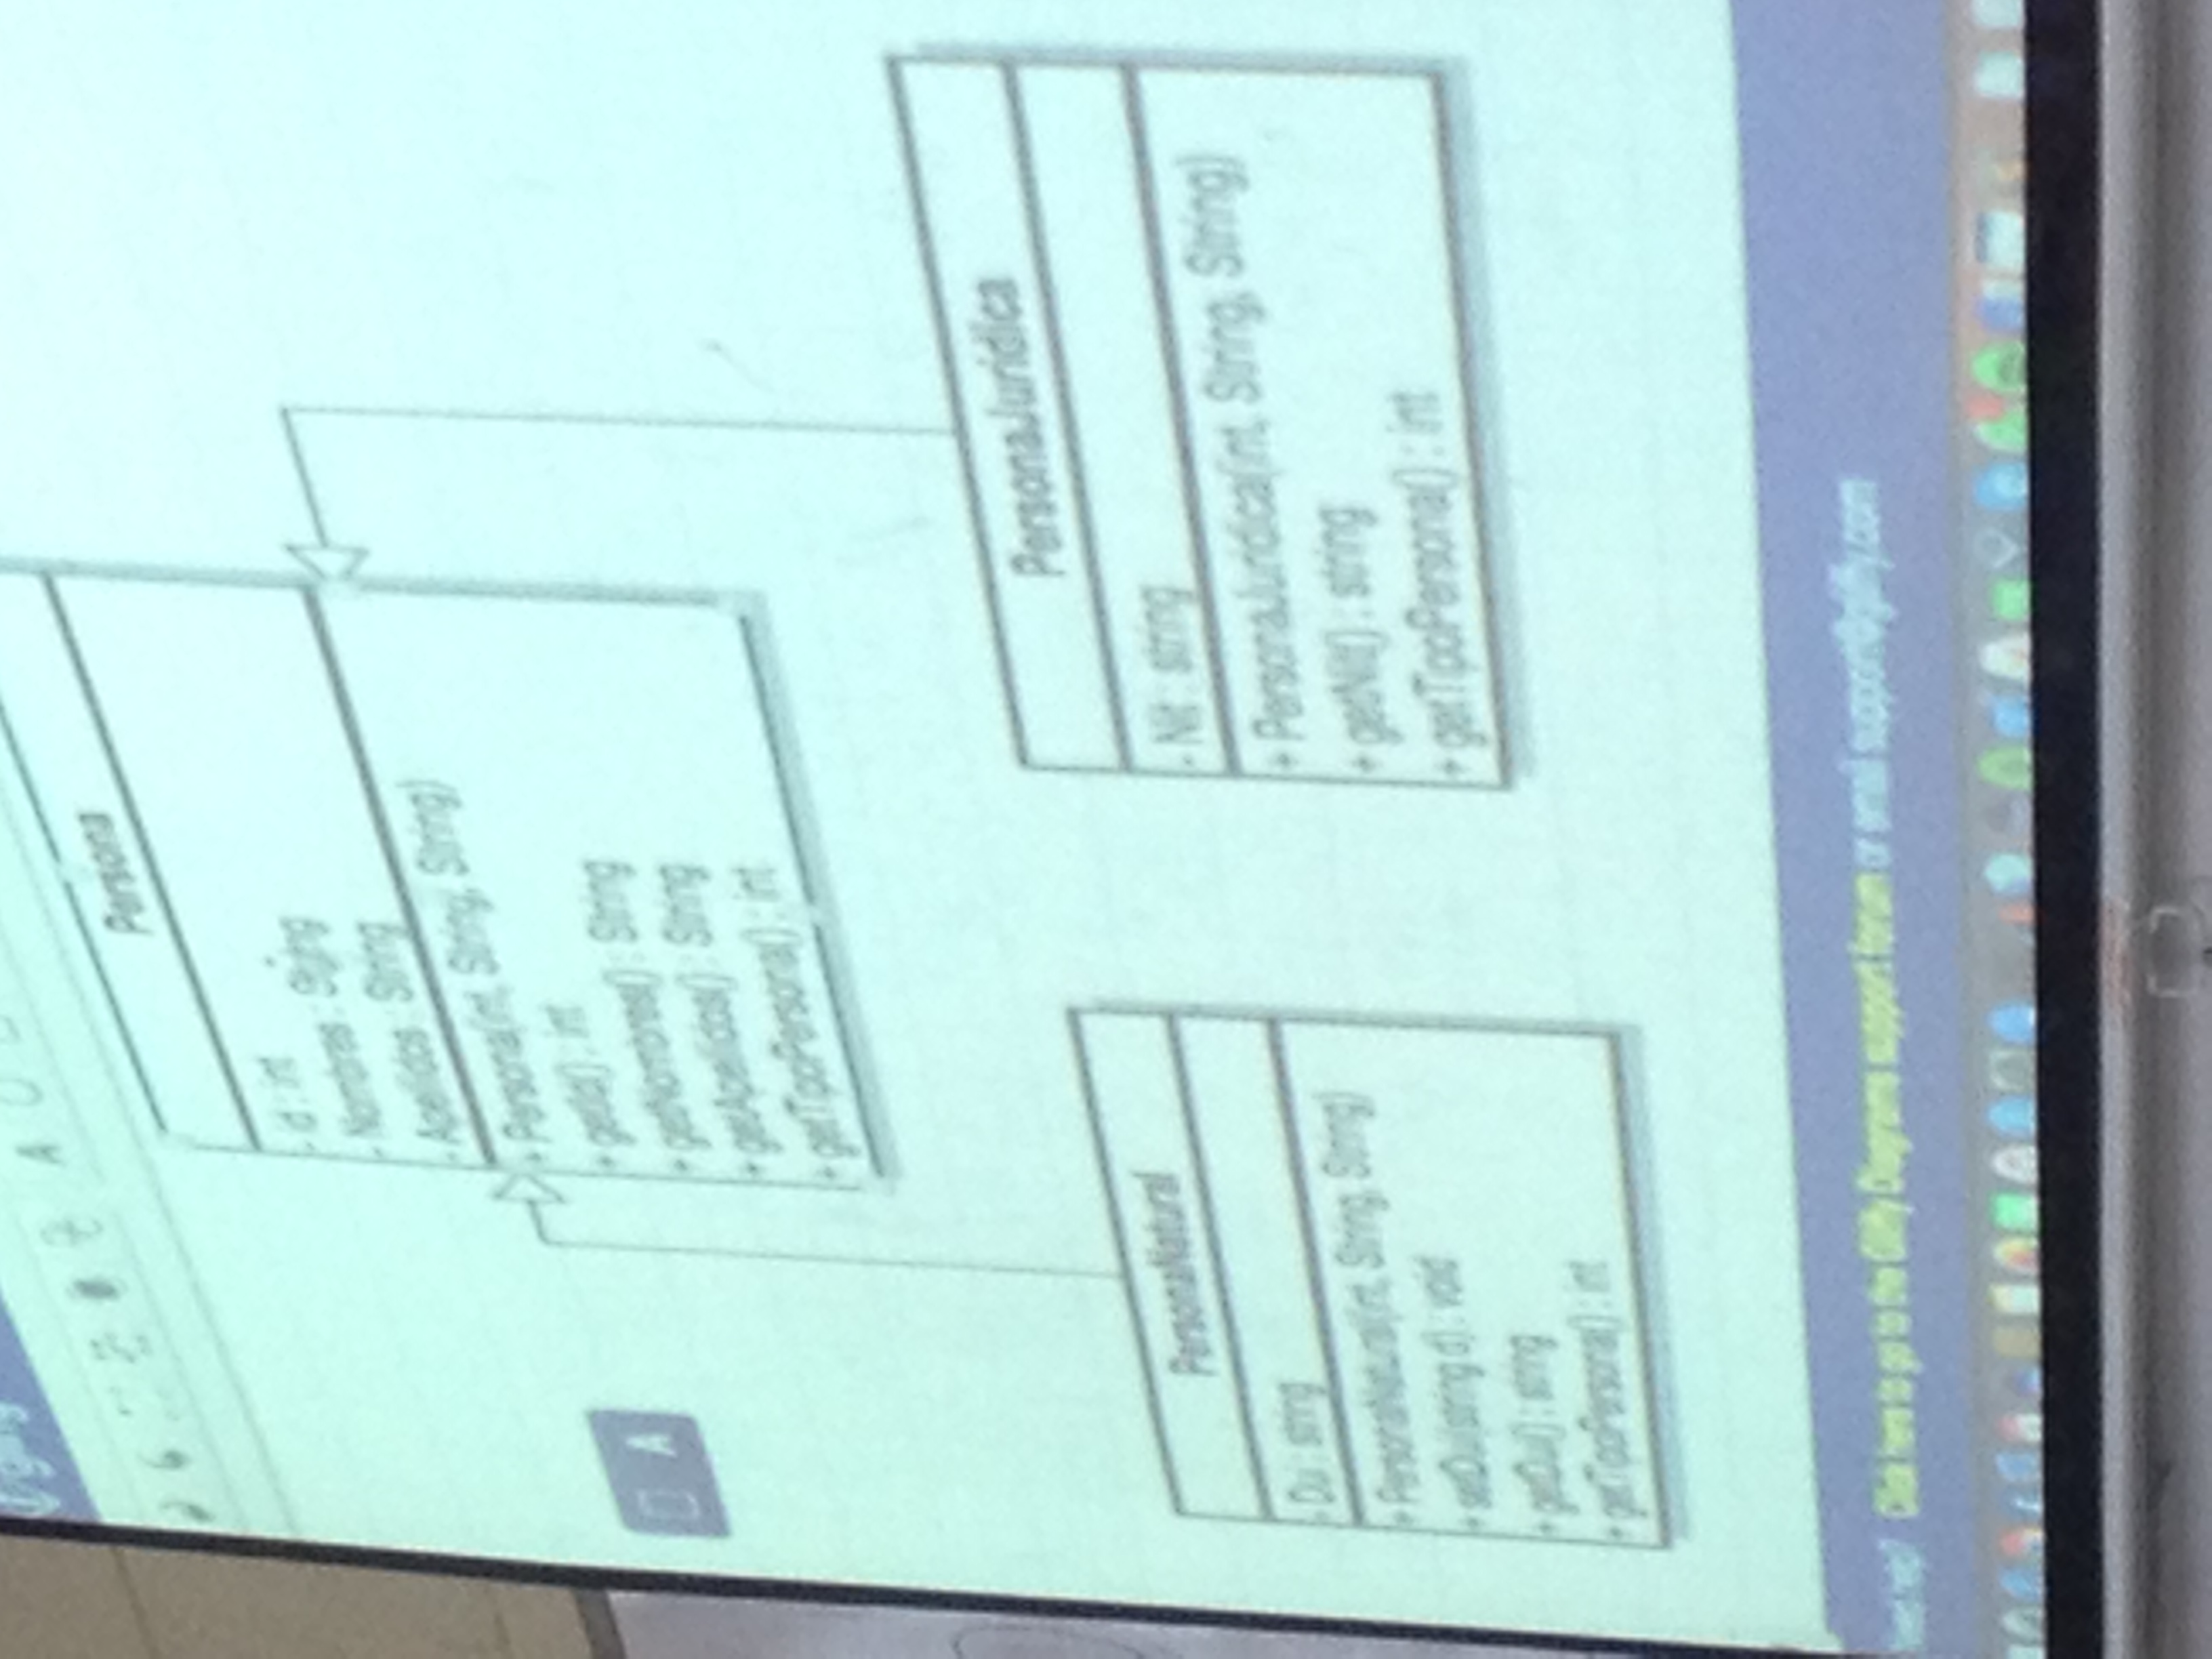 gliffy
A
Persona
- id : int
- Nombres : String
- Apellidos : String
+ Persona(int, String, String)
+ getId() : int
+ getNombres() : String
+ getApellidos() : String
+ getTipoPersona() : int
A
PersonaNatural
- Dui : string
+ PersonaNatural(int, String, String)
+ setDui(string d) : void
+ getDui() : string
+ getTipoPersona() : int
PersonaJuridica
- Nit : string
+ PersonaJuridica(int, String, String)
+ getNit() : string
+ getTipoPersona() : int
Need help? Click here to go to the Gliffy Diagrams support forum or email support@gliffy.com